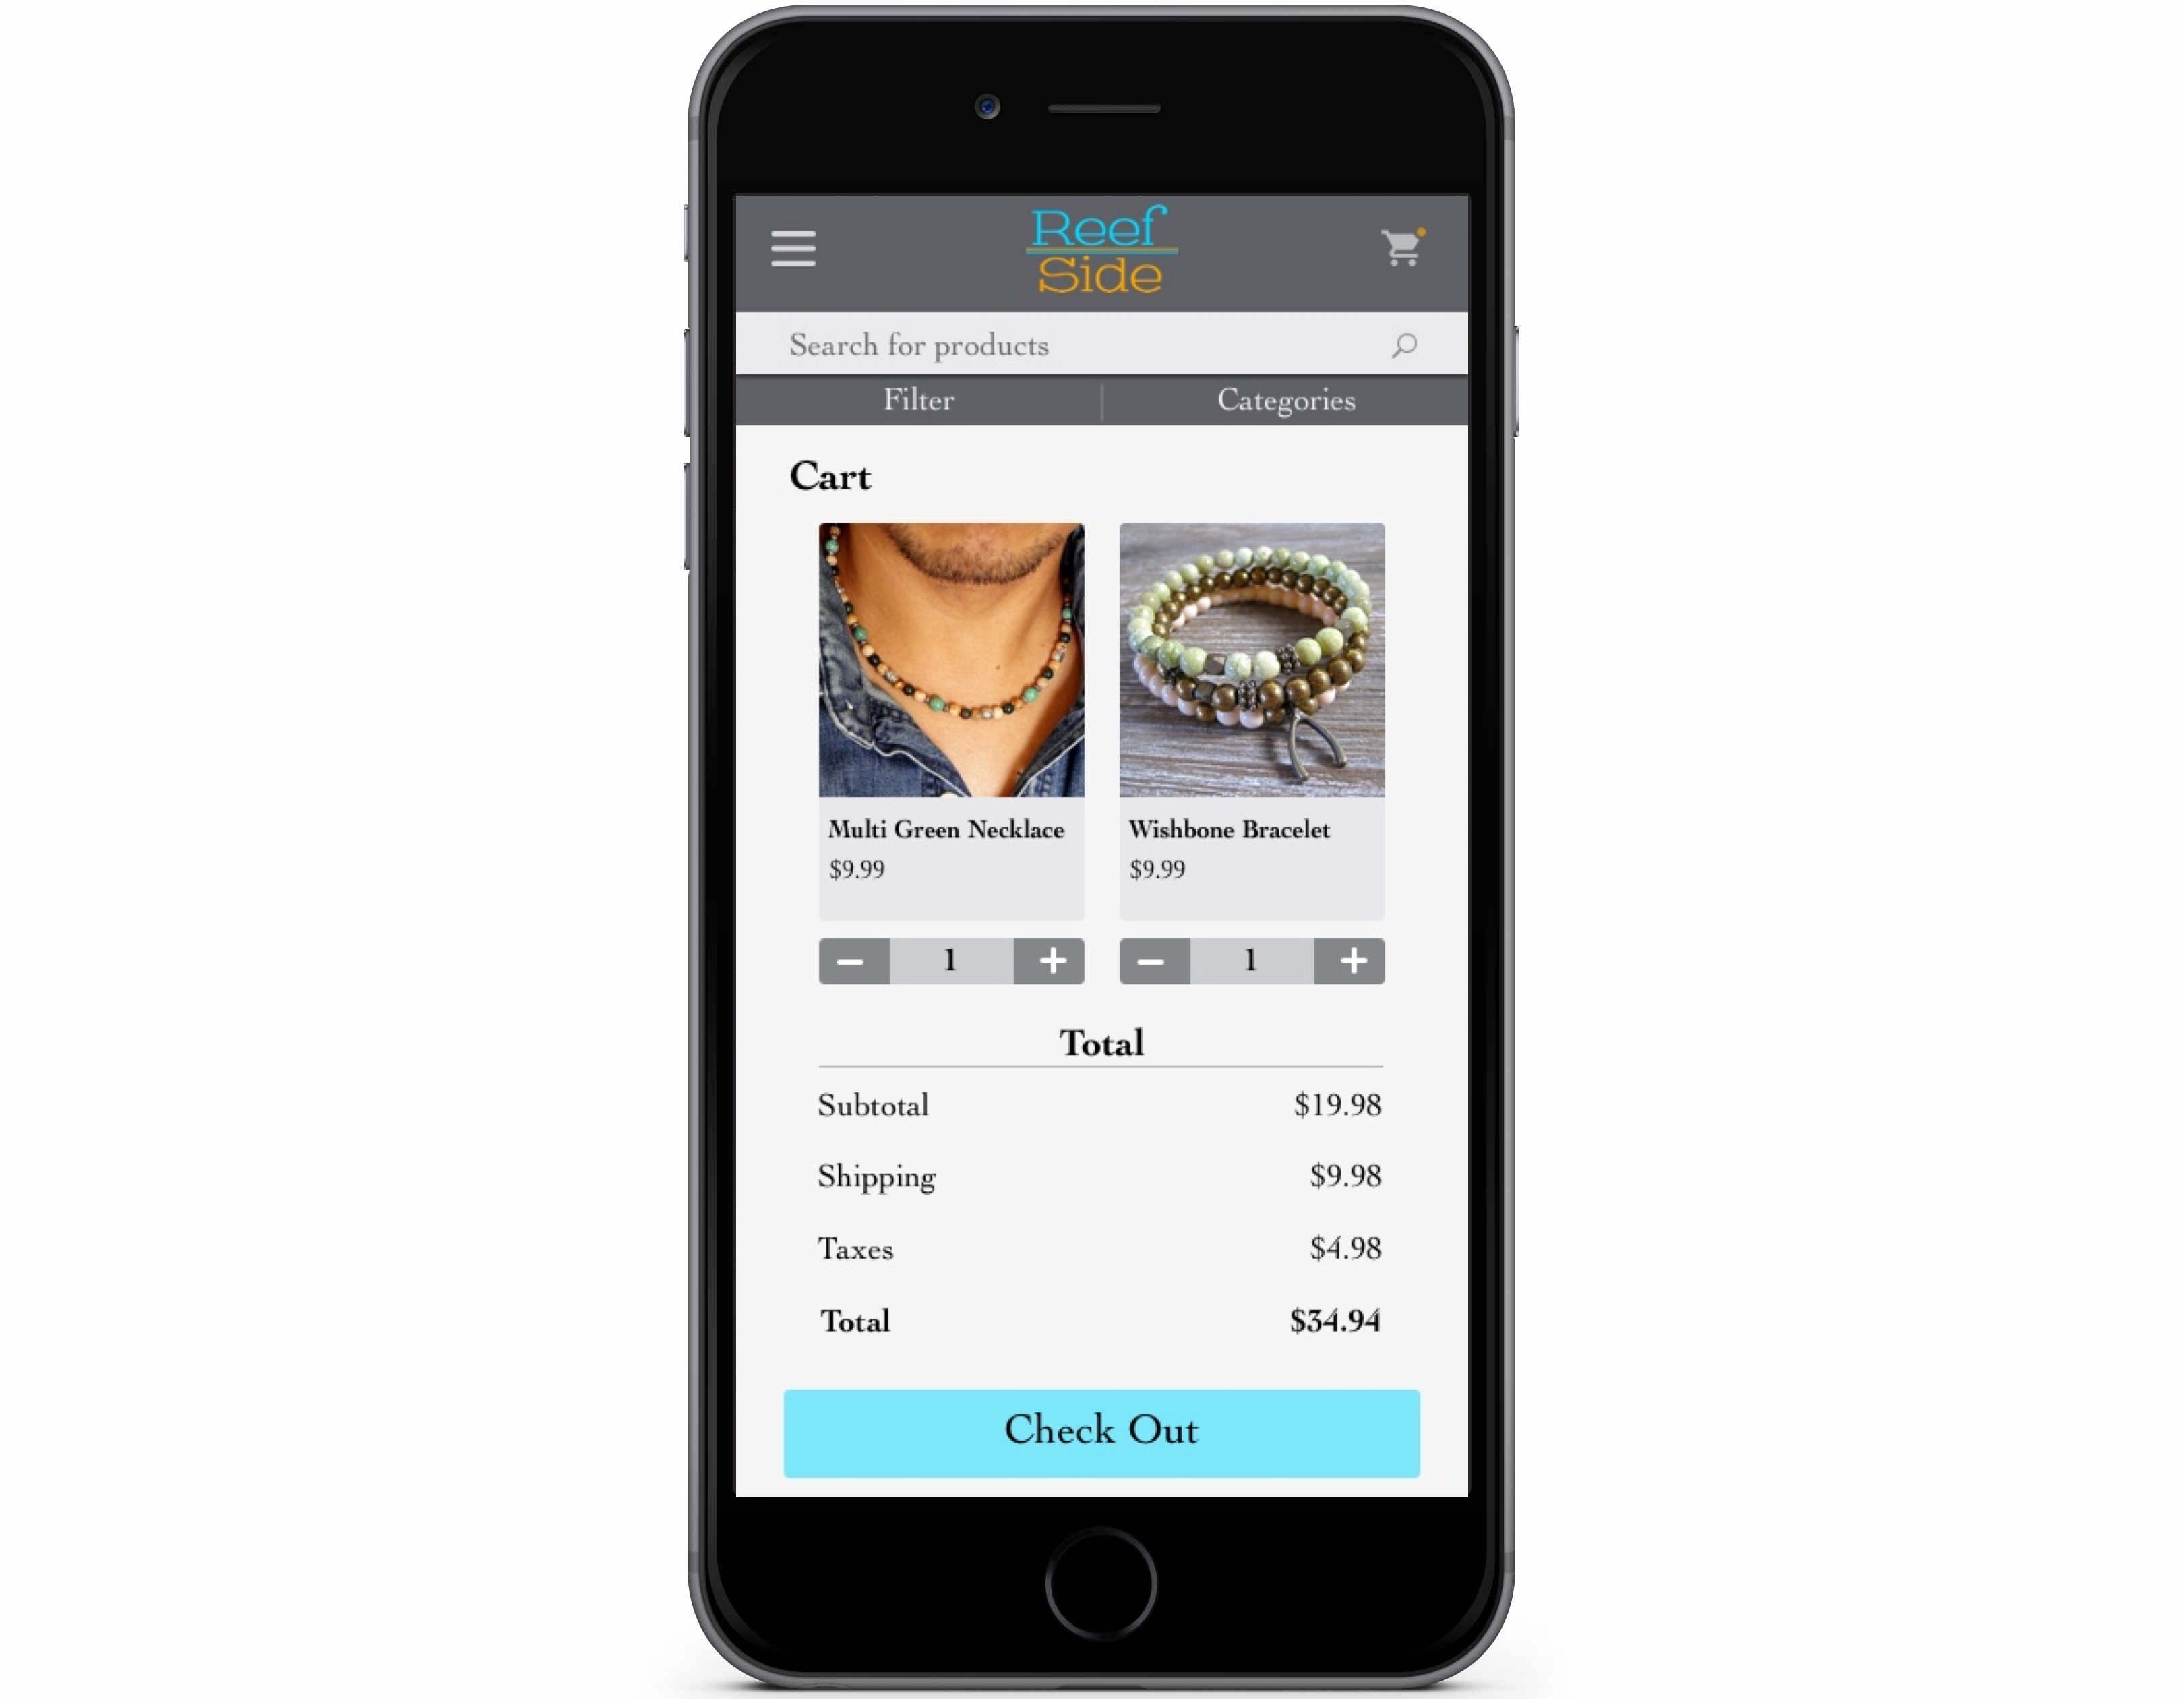 Reef
Side
Search for products
Filter
Categories
Cart
Multi Green Necklace
$9.99
Wishbone Bracelet
$9.99
1
1
Total
Subtotal $19.98
Shipping $9.98
Taxes $4.98
Total $34.94
Check Out